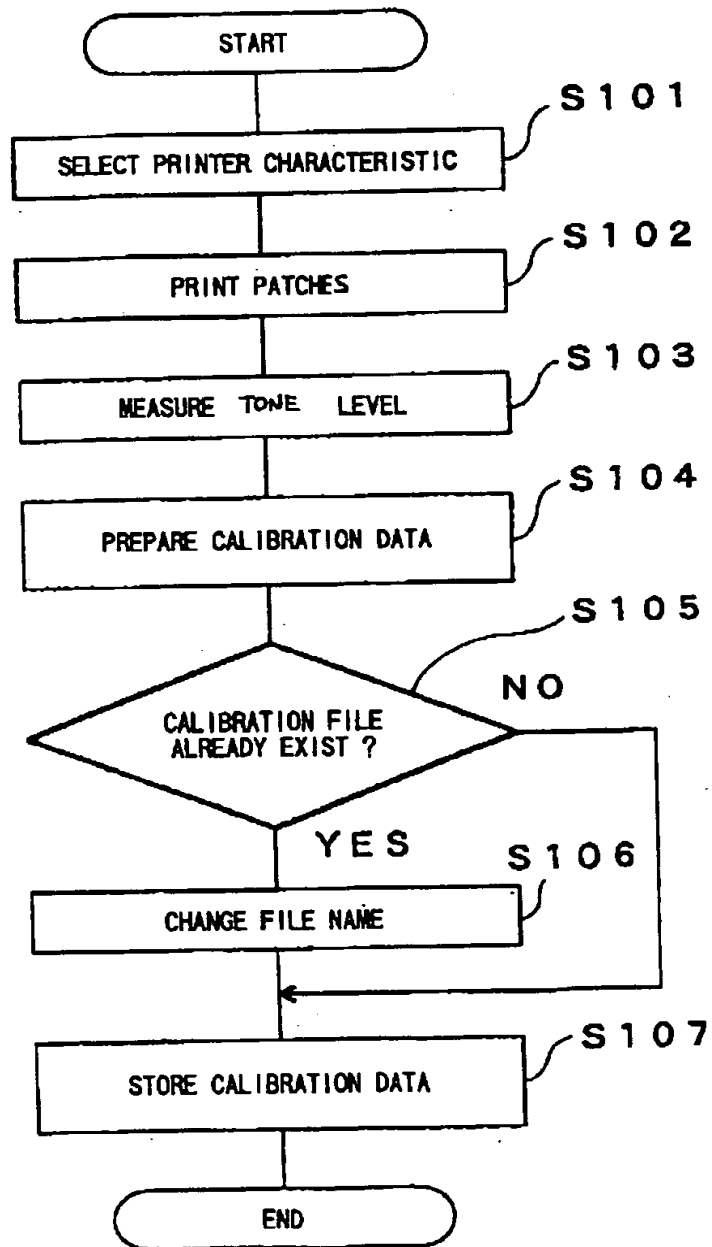 START
S101
SELECT PRINTER CHARACTERISTIC
S102
PRINT PATCHES
S103
MEASURE TONE LEVEL
S104
PREPARE CALIBRATION DATA
S105
NO
CALIBRATION FILE
ALREADY EXIST ?
YES
S106
CHANGE FILE NAME
S107
STORE CALIBRATION DATA
END